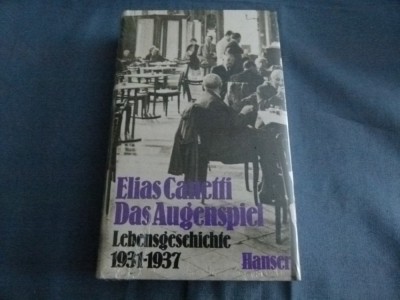 Elias Canetti
Das Augenspiel
Lebensgeschichte
1931-1937 Hanser